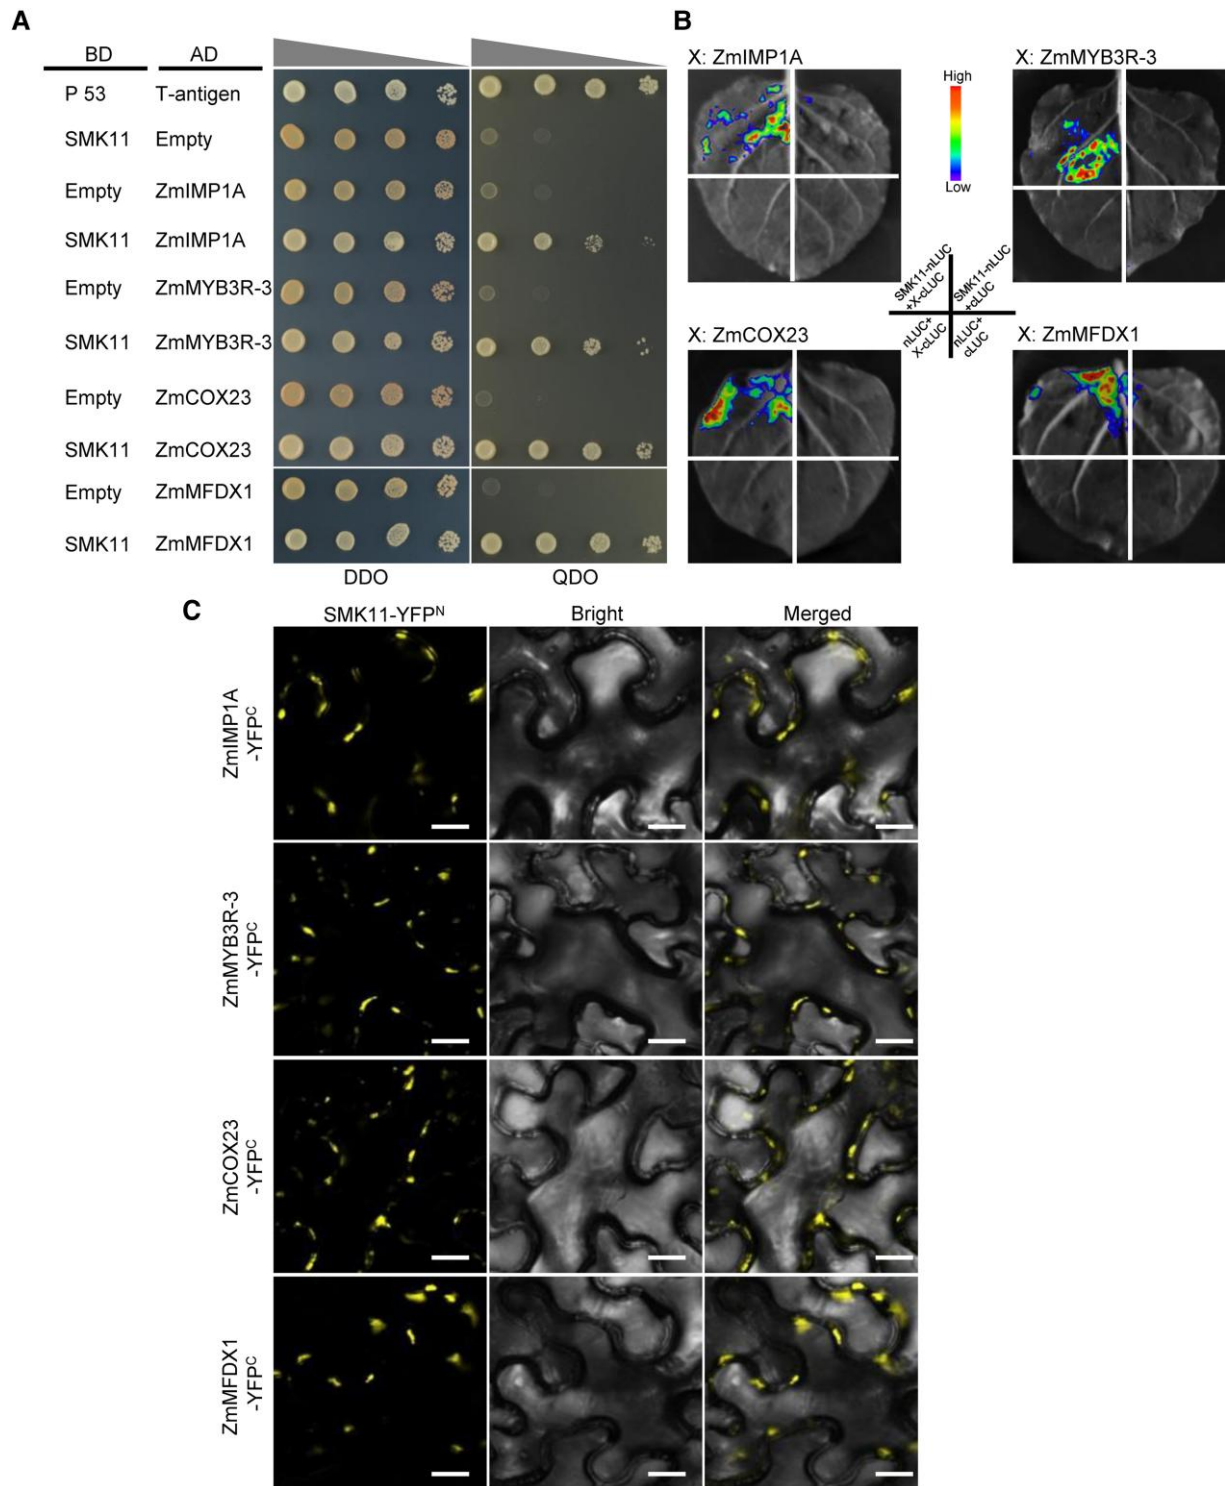 A
BD AD
P 53 T-antigen
SMK11 Empty
Empty ZmIMP1A
SMK11 ZmIMP1A
Empty ZmMYB3R-3
SMK11 ZmMYB3R-3
Empty ZmCOX23
SMK11 ZmCOX23
Empty ZmMFDX1
SMK11 ZmMFDX1
DDO QDO
B
X: ZmIMP1A
High
Low
X: ZmMYB3R-3
SMK11-nLUC
+X-cLUC
SMK11-nLUC
+cLUC
nLUC+
X-cLUC
nLUC+
cLUC
X: ZmCOX23
X: ZmMFDX1
C
SMK11-YFPᴺ Bright Merged
ZmIMP1A
-YFPᶜ
ZmMYB3R-3
-YFPᶜ
ZmCOX23
-YFPᶜ
ZmMFDX1
-YFPᶜ